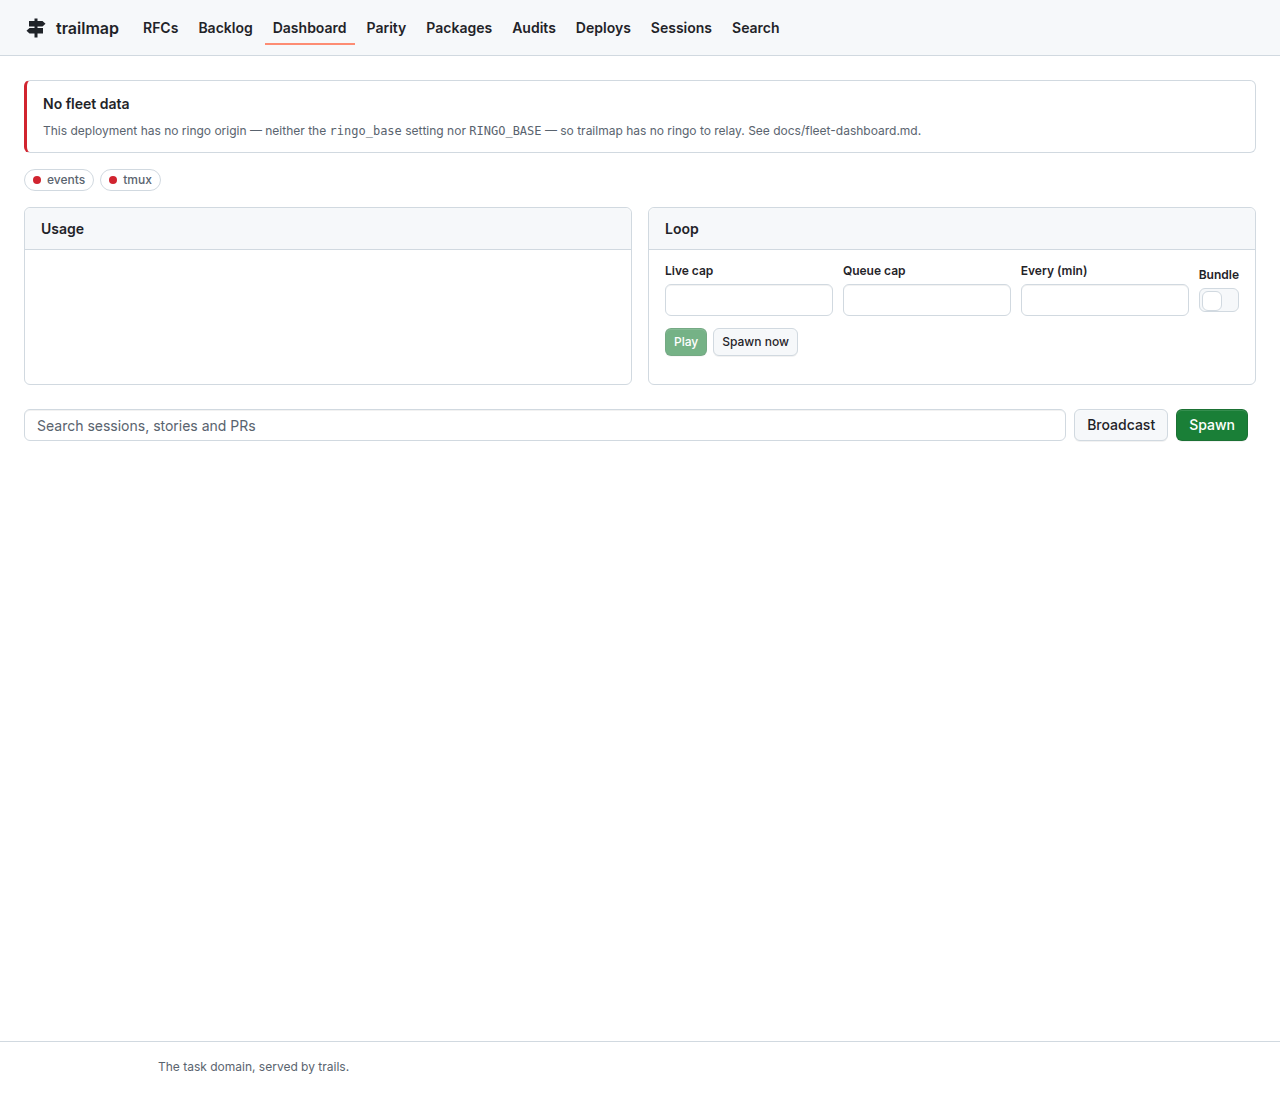 trailmap RFCs Backlog Dashboard Parity Packages Audits Deploys Sessions Search
No fleet data
This deployment has no ringo origin — neither the ringo_base setting nor RINGO_BASE — so trailmap has no ringo to relay. See docs/fleet-dashboard.md.
events tmux
Usage
Loop
Live cap Queue cap Every (min) Bundle
Play Spawn now
Search sessions, stories and PRs Broadcast Spawn
The task domain, served by trails.